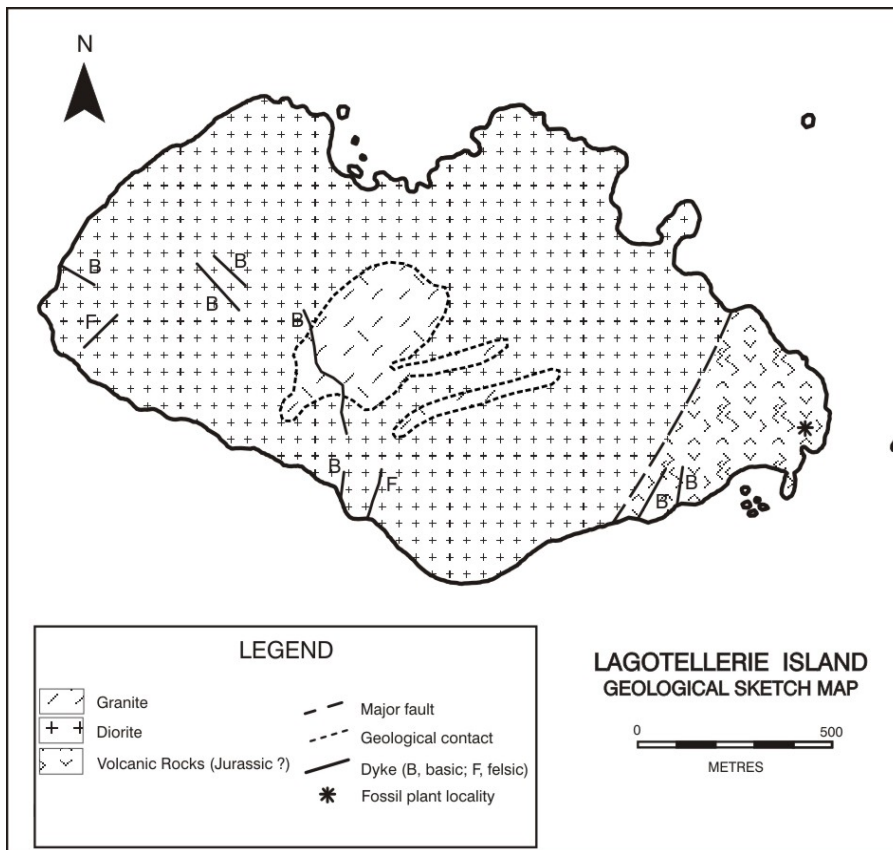 N
B
B
B
F
B
B
F
B
B
LEGEND
Granite
Diorite
Volcanic Rocks (Jurassic ?)
Major fault
Geological contact
Dyke (B, basic; F, felsic)
Fossil plant locality
LAGOTELLERIE ISLAND
GEOLOGICAL SKETCH MAP
0 500
METRES